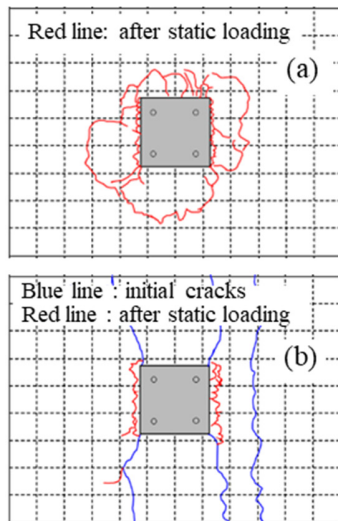 Red line: after static loading
(a)
Blue line : initial cracks
Red line : after static loading
(b)